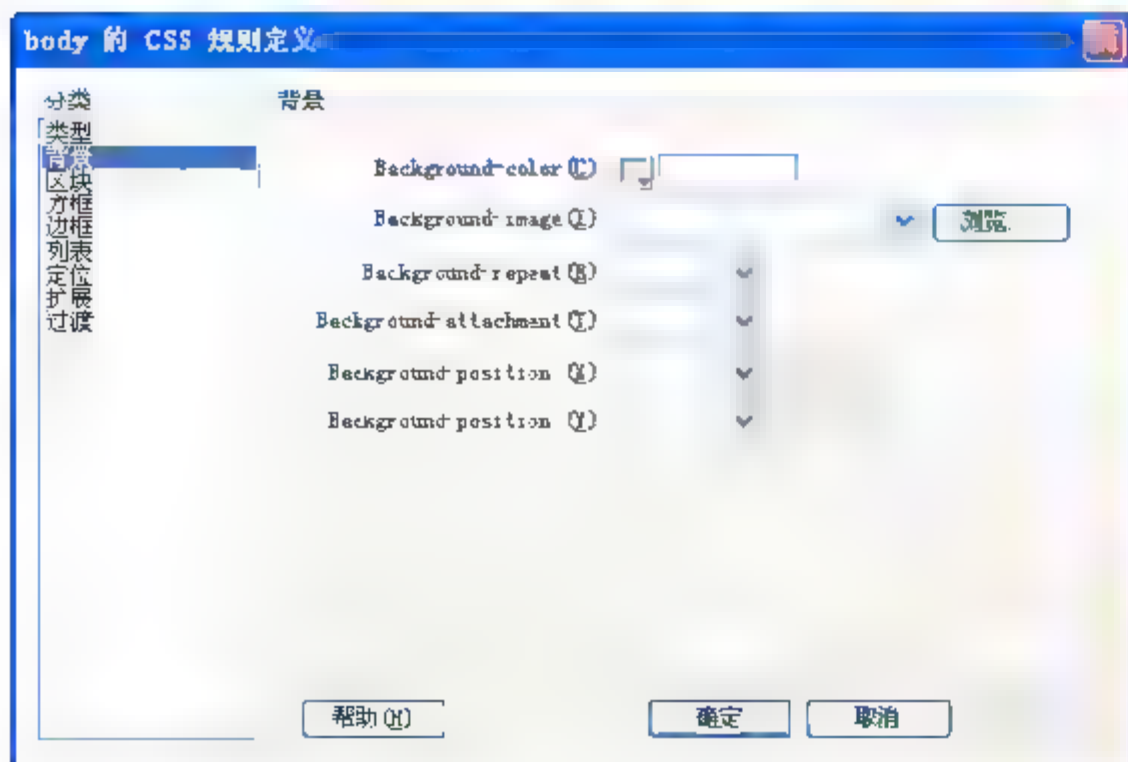 body 的 CSS 规则定义
分类
类型
背景
区块
方框
边框
列表
定位
扩展
过渡
背景
Background-color (C)
Background-image (I)
浏览
Background-repeat (R)
Background-attachment (T)
Background-position (X)
Background-position (Y)
帮助 (H)
确定
取消